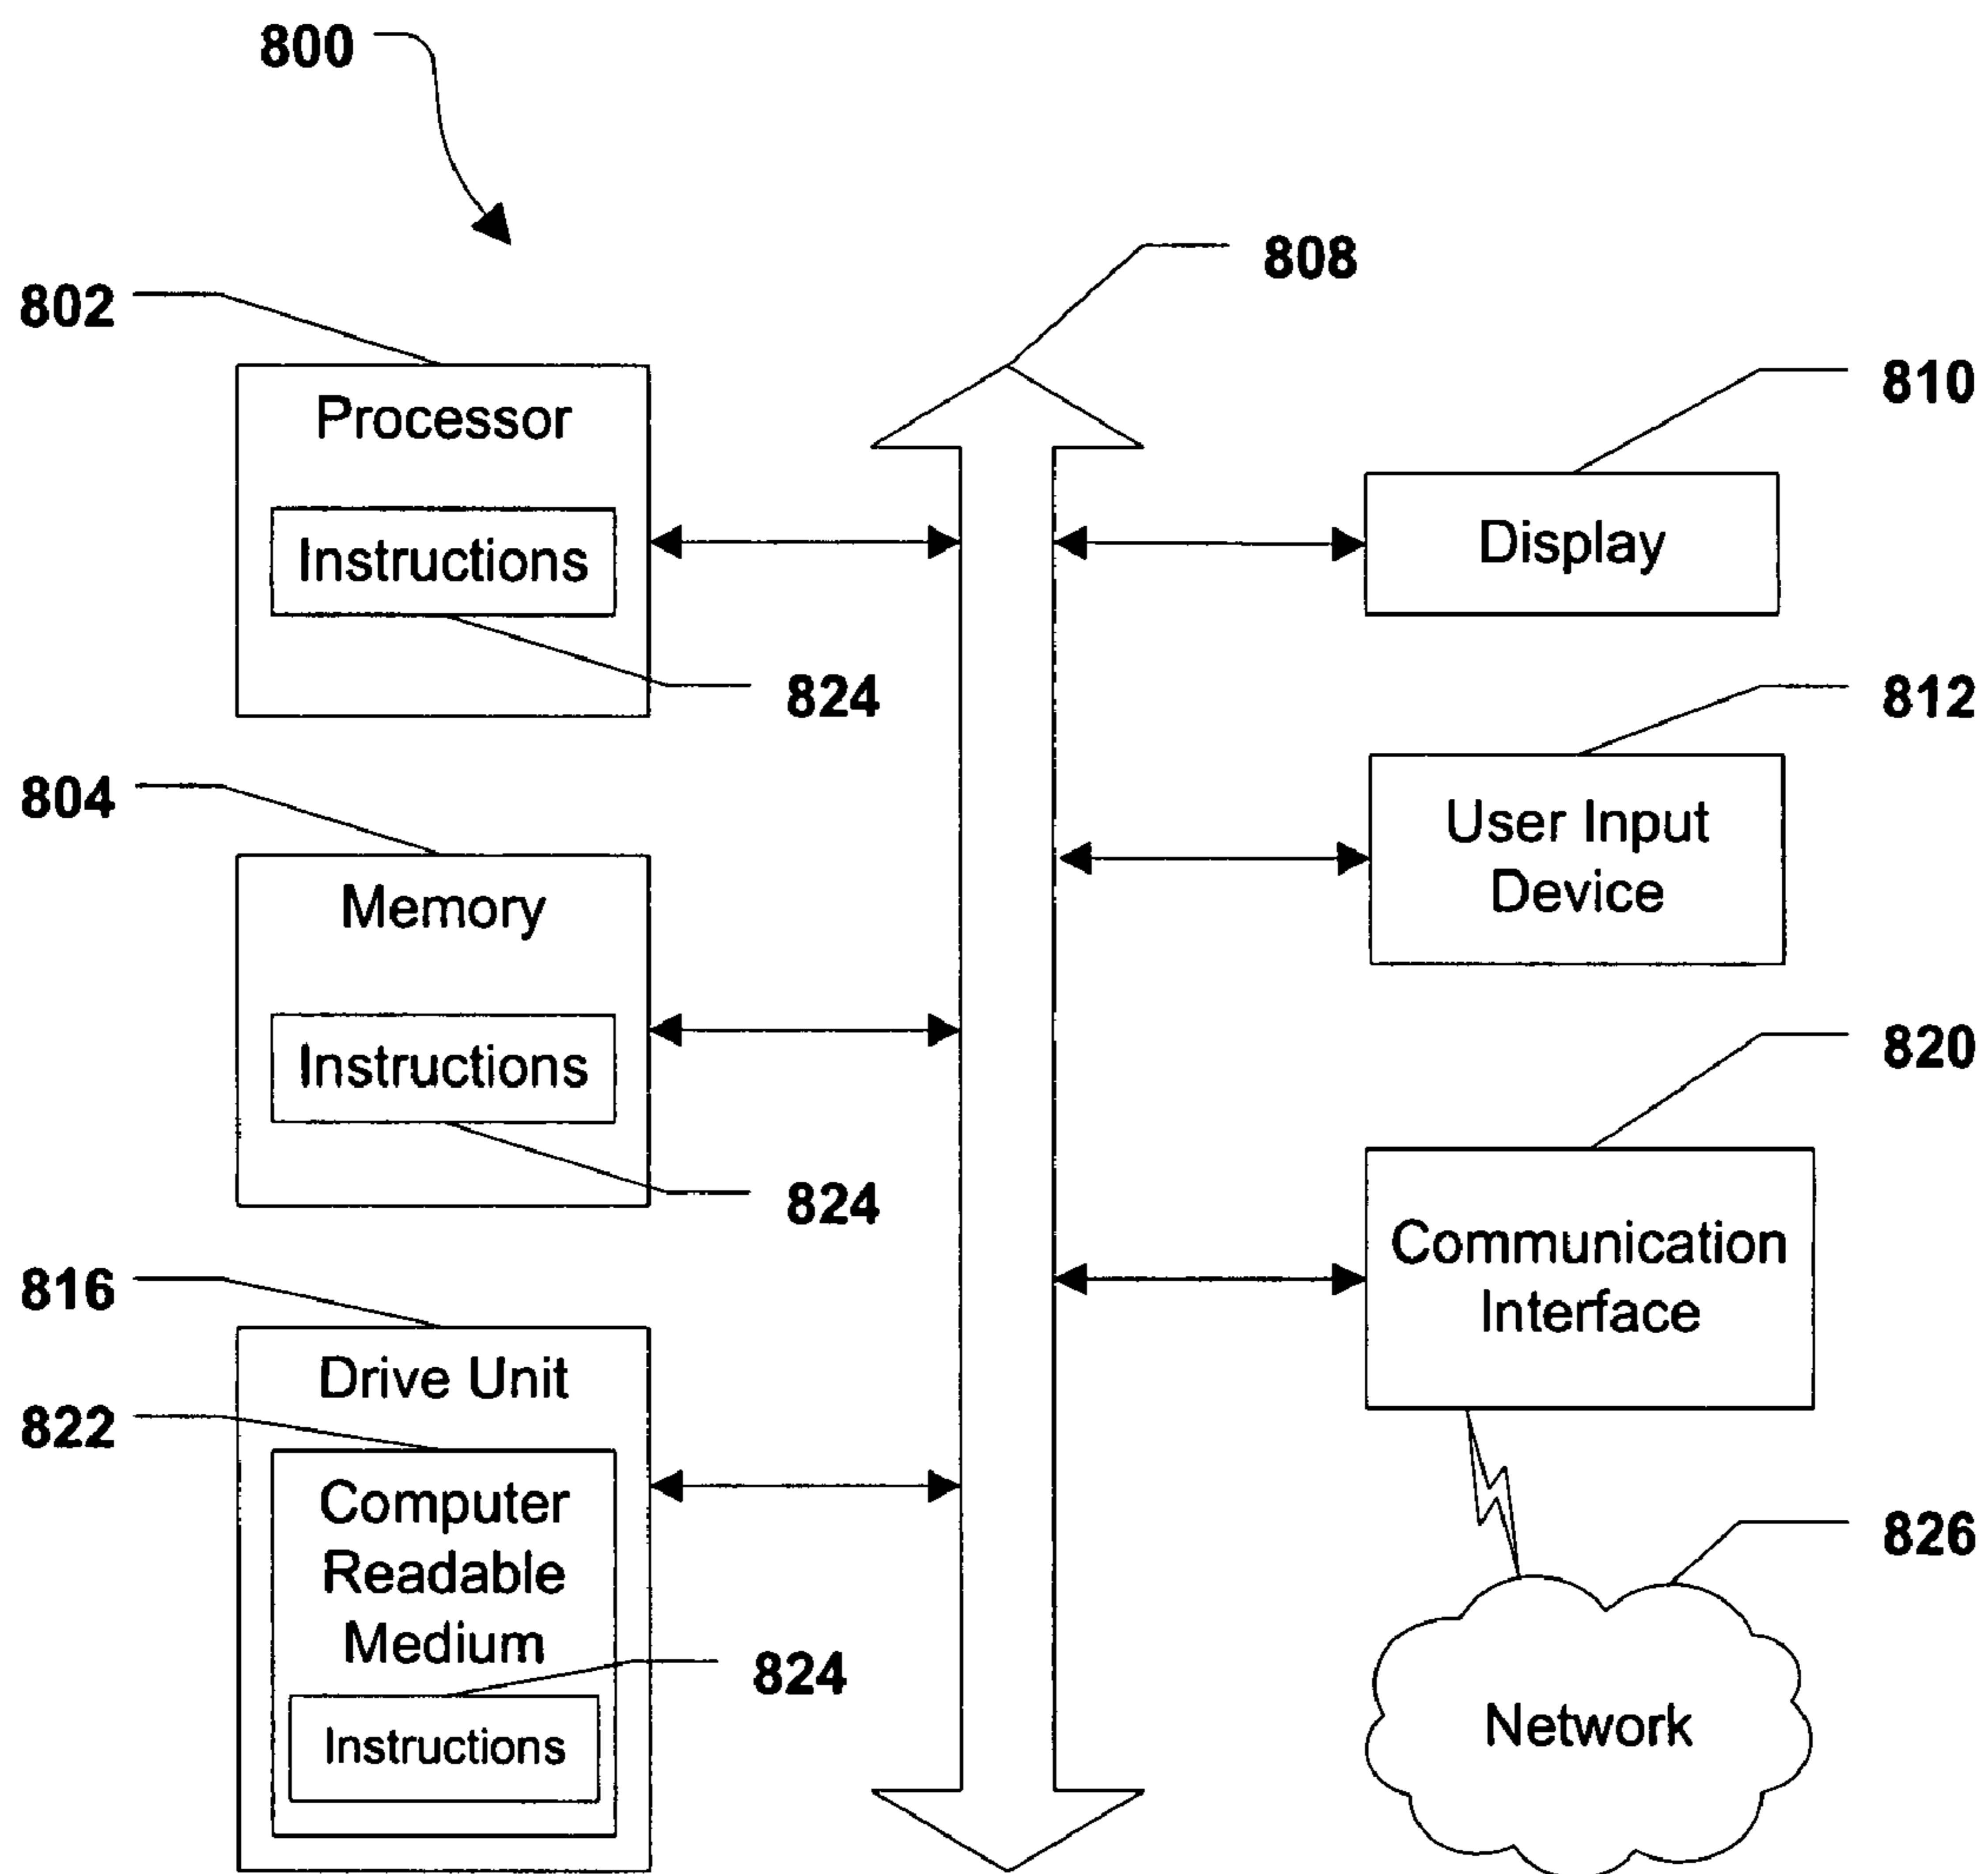 800
808
802
810
Processor
Display
Instructions
824
812
804
User Input
Device
Memory
820
Instructions
824
Communication
Interface
816
Drive Unit
822
Computer
Readable
Medium
826
824
Network
Instructions